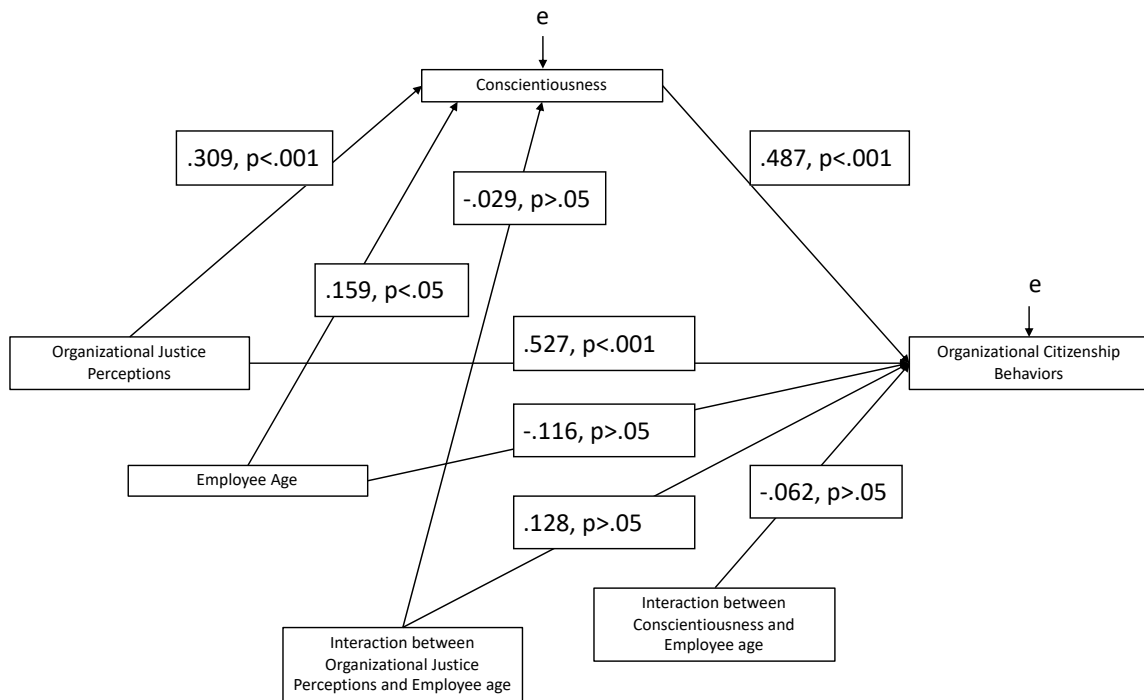 e
Conscientiousness
.309, p<.001
.487, p<.001
-.029, p>.05
.159, p<.05
e
Organizational Justice
Perceptions
.527, p<.001
Organizational Citizenship
Behaviors
-.116, p>.05
Employee Age
-.062, p>.05
.128, p>.05
Interaction between
Conscientiousness and
Employee age
Interaction between
Organizational Justice
Perceptions and Employee age